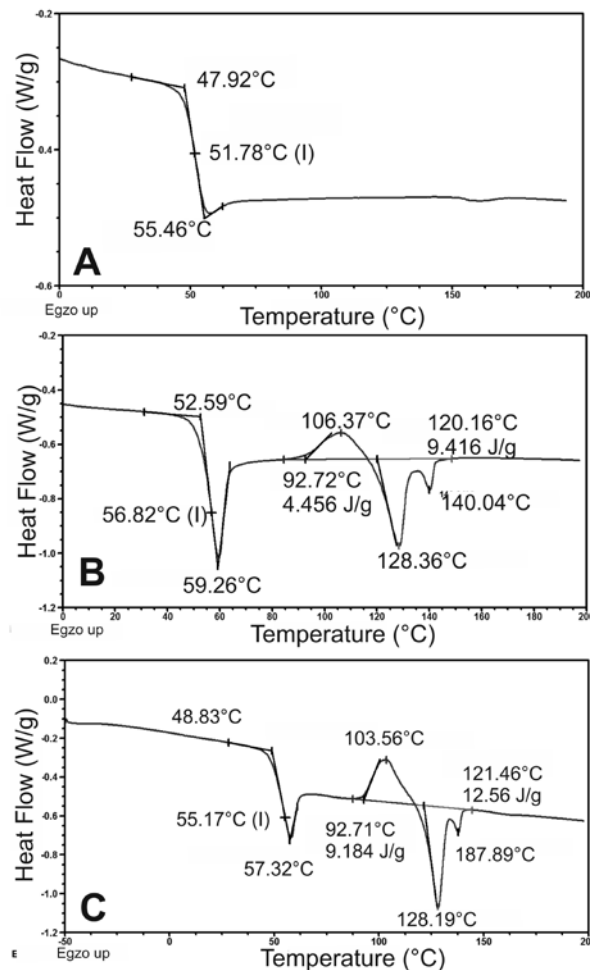 -0.2
Heat Flow (W/g)
47.92°C
0.4
51.78°C (I)
55.46°C
A
-0.6
0 50 100 150 200
Egzo up
Temperature (°C)
-0.2
Heat Flow (W/g)
-0.4
52.59°C
106.37°C
120.16°C
-0.6
9.416 J/g
92.72°C
-0.8
4.456 J/g
56.82°C (I)
140.04°C
-1.0
128.36°C
B
59.26°C
-1.2
0 20 40 60 80 100 120 140 160 180 200
Egzo up
Temperature (°C)
0.2
Heat Flow (W/g)
0.0
48.83°C
103.56°C
-0.2
121.46°C
-0.4
12.56 J/g
55.17°C (I)
92.71°C
-0.6
9.184 J/g
187.89°C
57.32°C
-0.8
-1.0
C
128.19°C
-1.2
-50 0 50 100 150 200
E Egzo up
Temperature (°C)